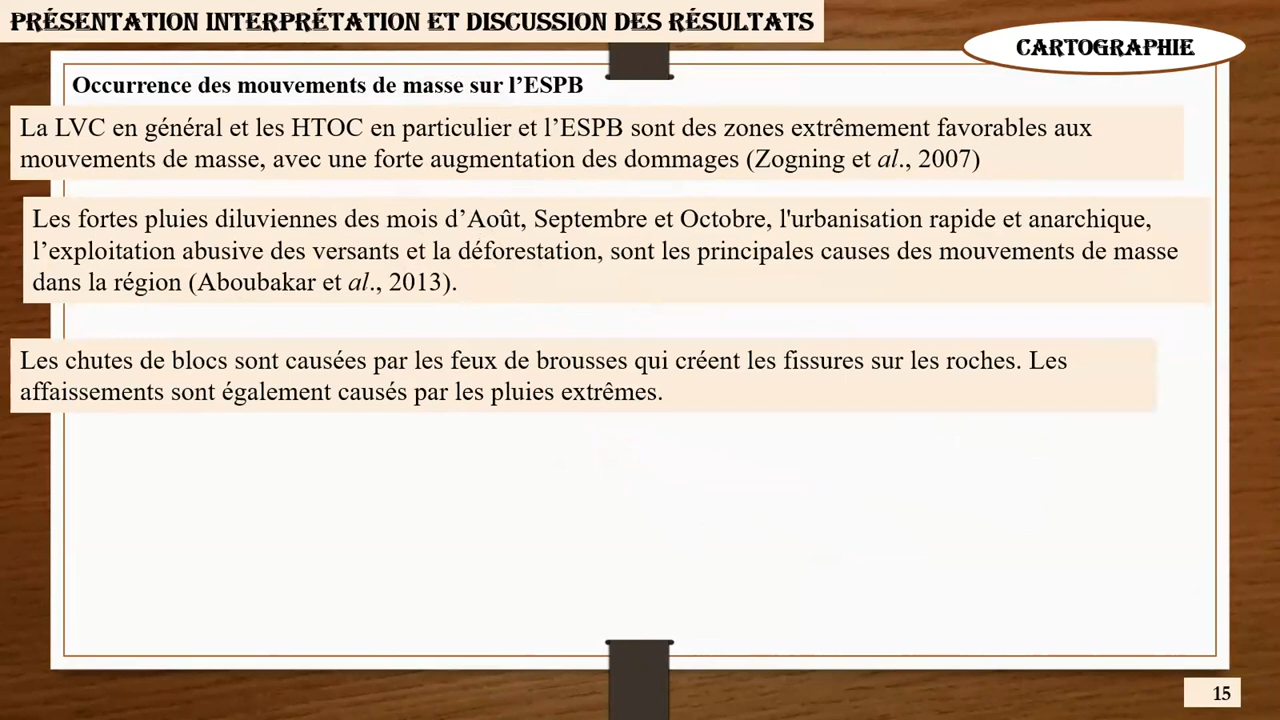 PRÉSENTATION INTERPRÉTATION ET DISCUSSION DES RÉSULTATS
CARTOGRAPHIE
Occurrence des mouvements de masse sur l’ESPB
La LVC en général et les HTOC en particulier et l’ESPB sont des zones extrêmement favorables aux
mouvements de masse, avec une forte augmentation des dommages (Zogning et al., 2007)
Les fortes pluies diluviennes des mois d’Août, Septembre et Octobre, l'urbanisation rapide et anarchique,
l’exploitation abusive des versants et la déforestation, sont les principales causes des mouvements de masse
dans la région (Aboubakar et al., 2013).
Les chutes de blocs sont causées par les feux de brousses qui créent les fissures sur les roches. Les
affaissements sont également causés par les pluies extrêmes.
15